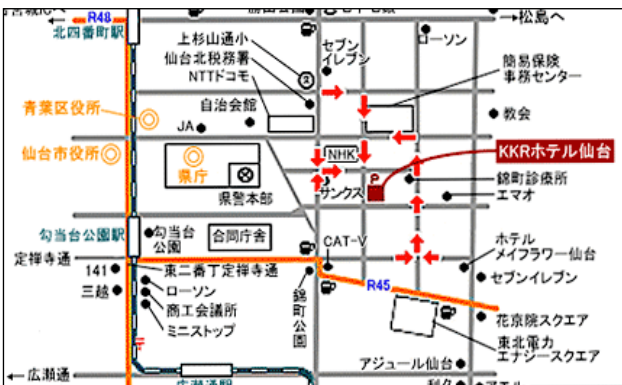 R48
→松島へ
北四番町駅
上杉山通小
セブン
イレブン
ローソン
仙台北税務署
NTTドコモ
簡易保険
事務センター
青葉区役所
自治会館
JA
教会
仙台市役所
県庁
NHK
KKRホテル仙台
P
サンクス
錦町診療所
エマオ
県警本部
勾当台公園駅
勾当台
公園
合同庁舎
CAT-V
ホテル
メイフラワー仙台
定禅寺通
141
東二番丁定禅寺通
セブンイレブン
三越
ローソン
商工会議所
ミニストップ
錦町公園
R45
花京院スクエア
東北電力
エナジースクエア
アジュール仙台
←広瀬通